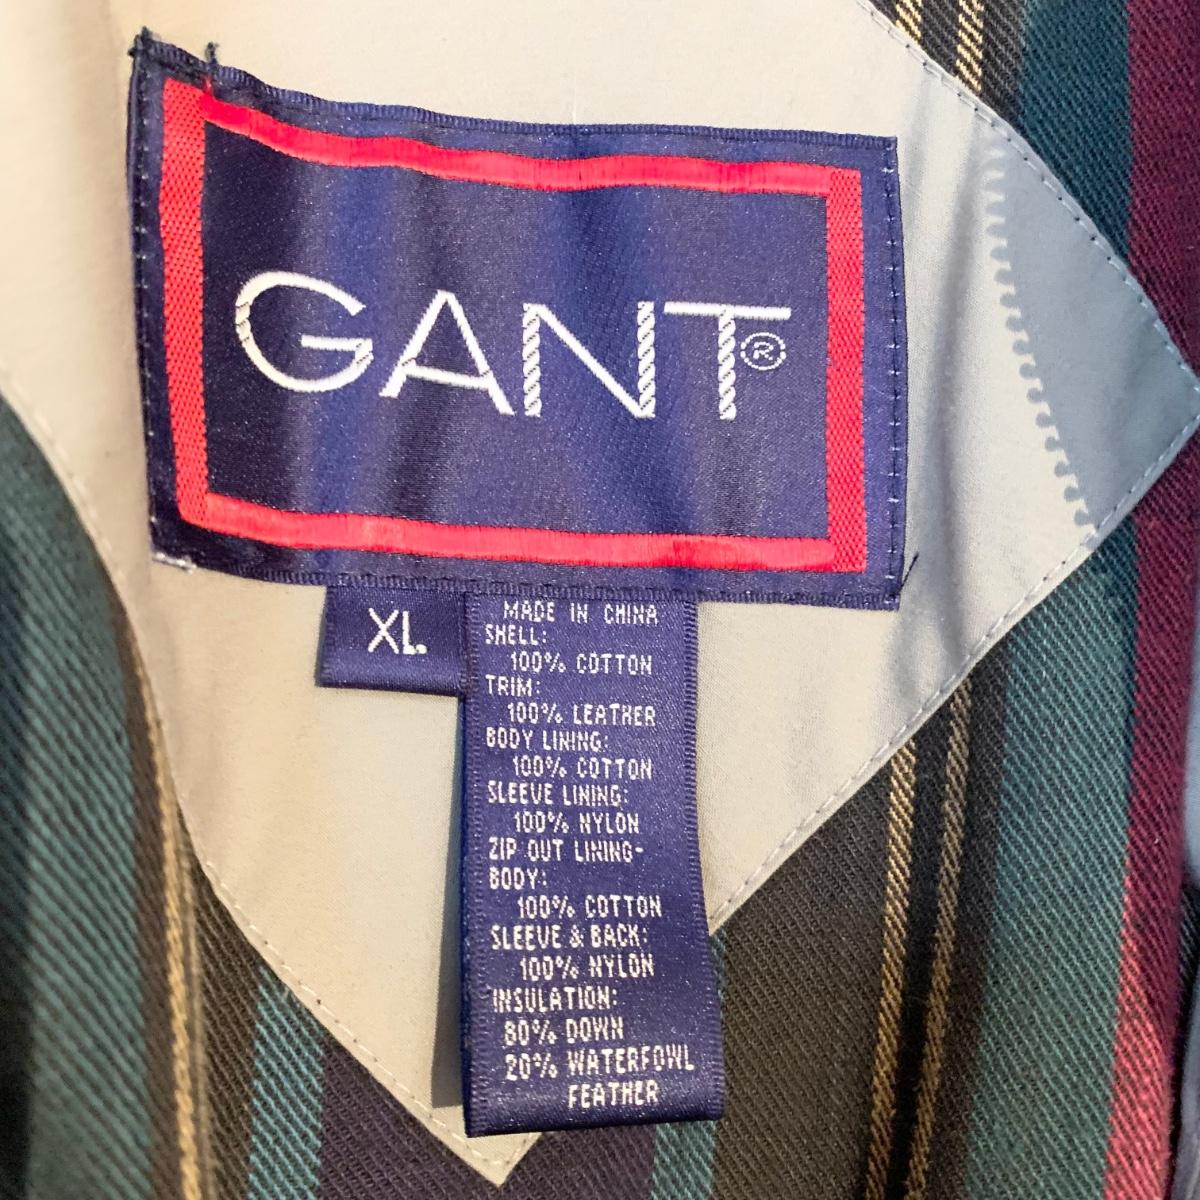 GANT®
XL
MADE IN CHINA
SHELL:
100% COTTON
TRIM:
100% LEATHER
BODY LINING:
100% COTTON
SLEEVE LINING:
100% NYLON
ZIP OUT LINING-
BODY:
100% COTTON
SLEEVE & BACK:
100% NYLON
INSULATION:
80% DOWN
20% WATERFOWL
FEATHER